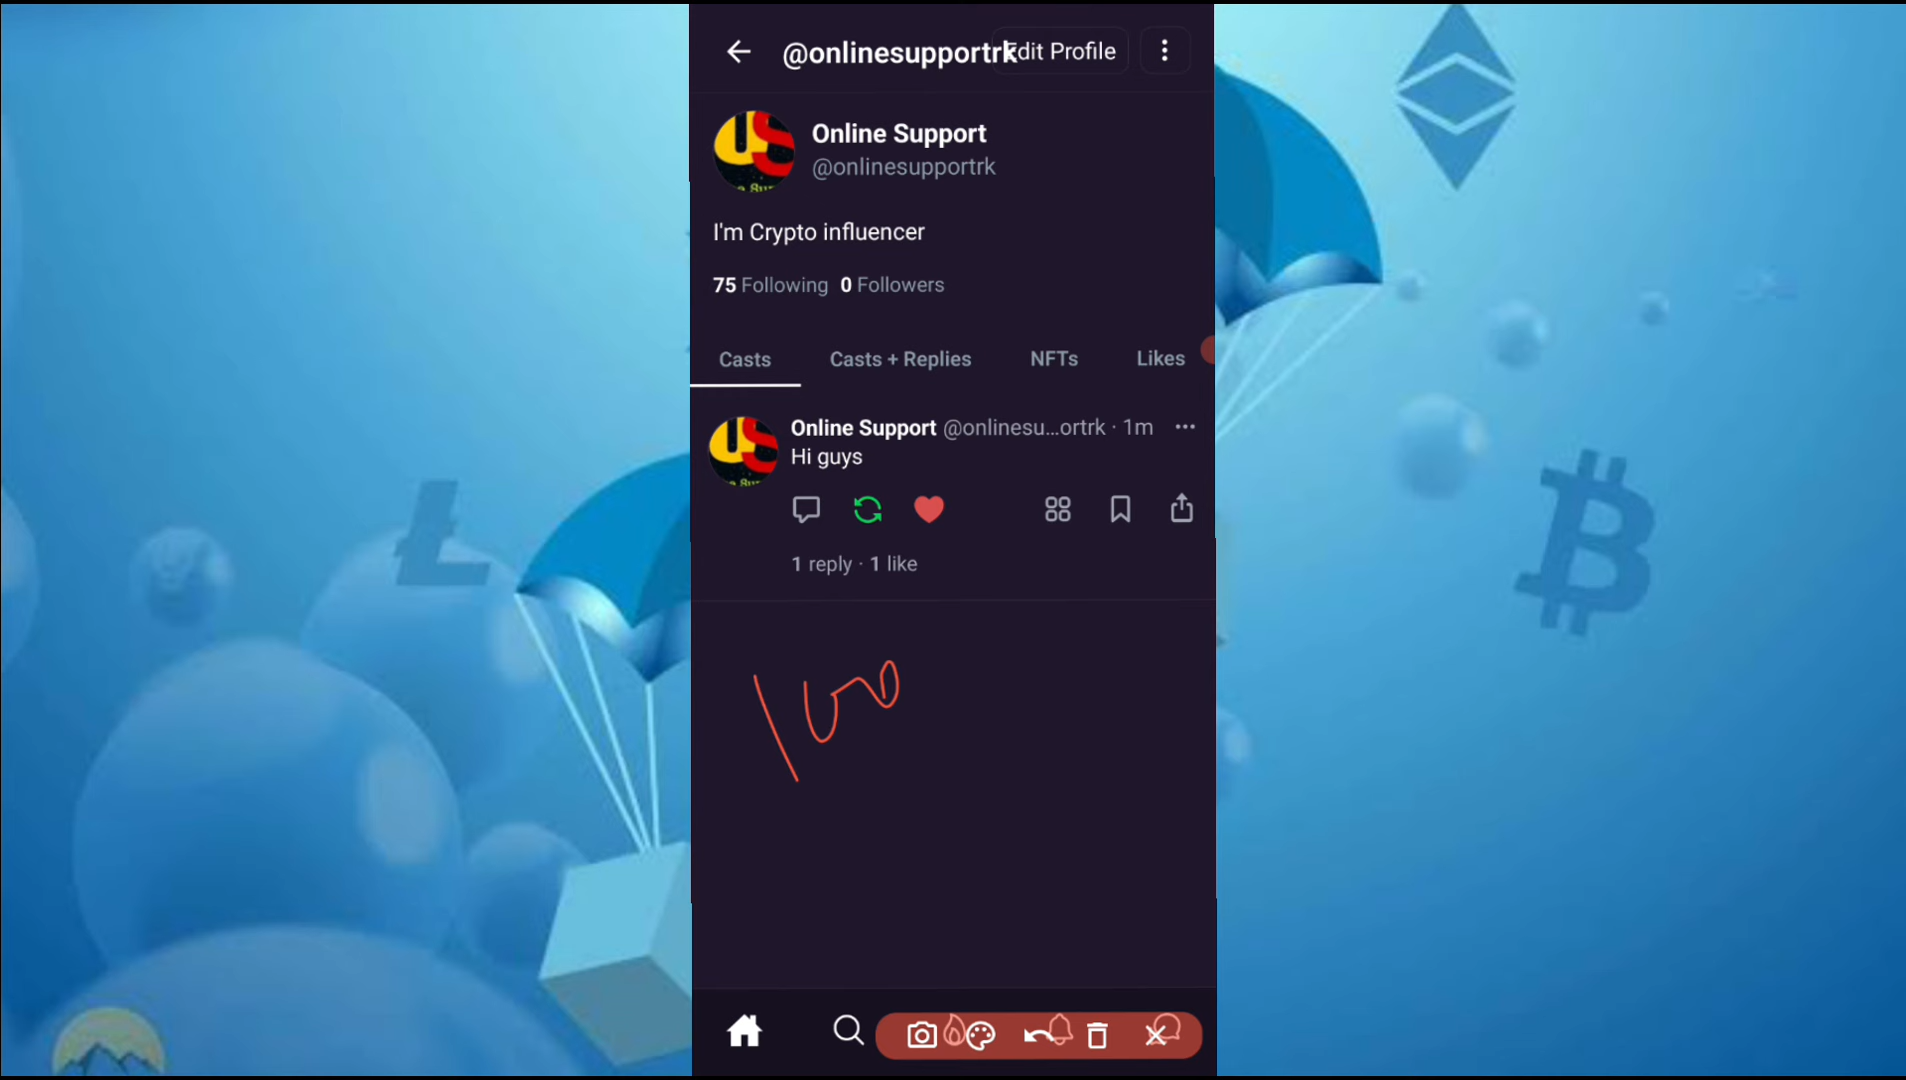 @onlinesupportrk
Edit Profile
Online Support
@onlinesupportrk
I'm Crypto influencer
75 Following 0 Followers
Casts
Casts + Replies
NFTs
Likes
Online Support @onlinesu...ortrk · 1m
Hi guys
1 reply · 1 like
100